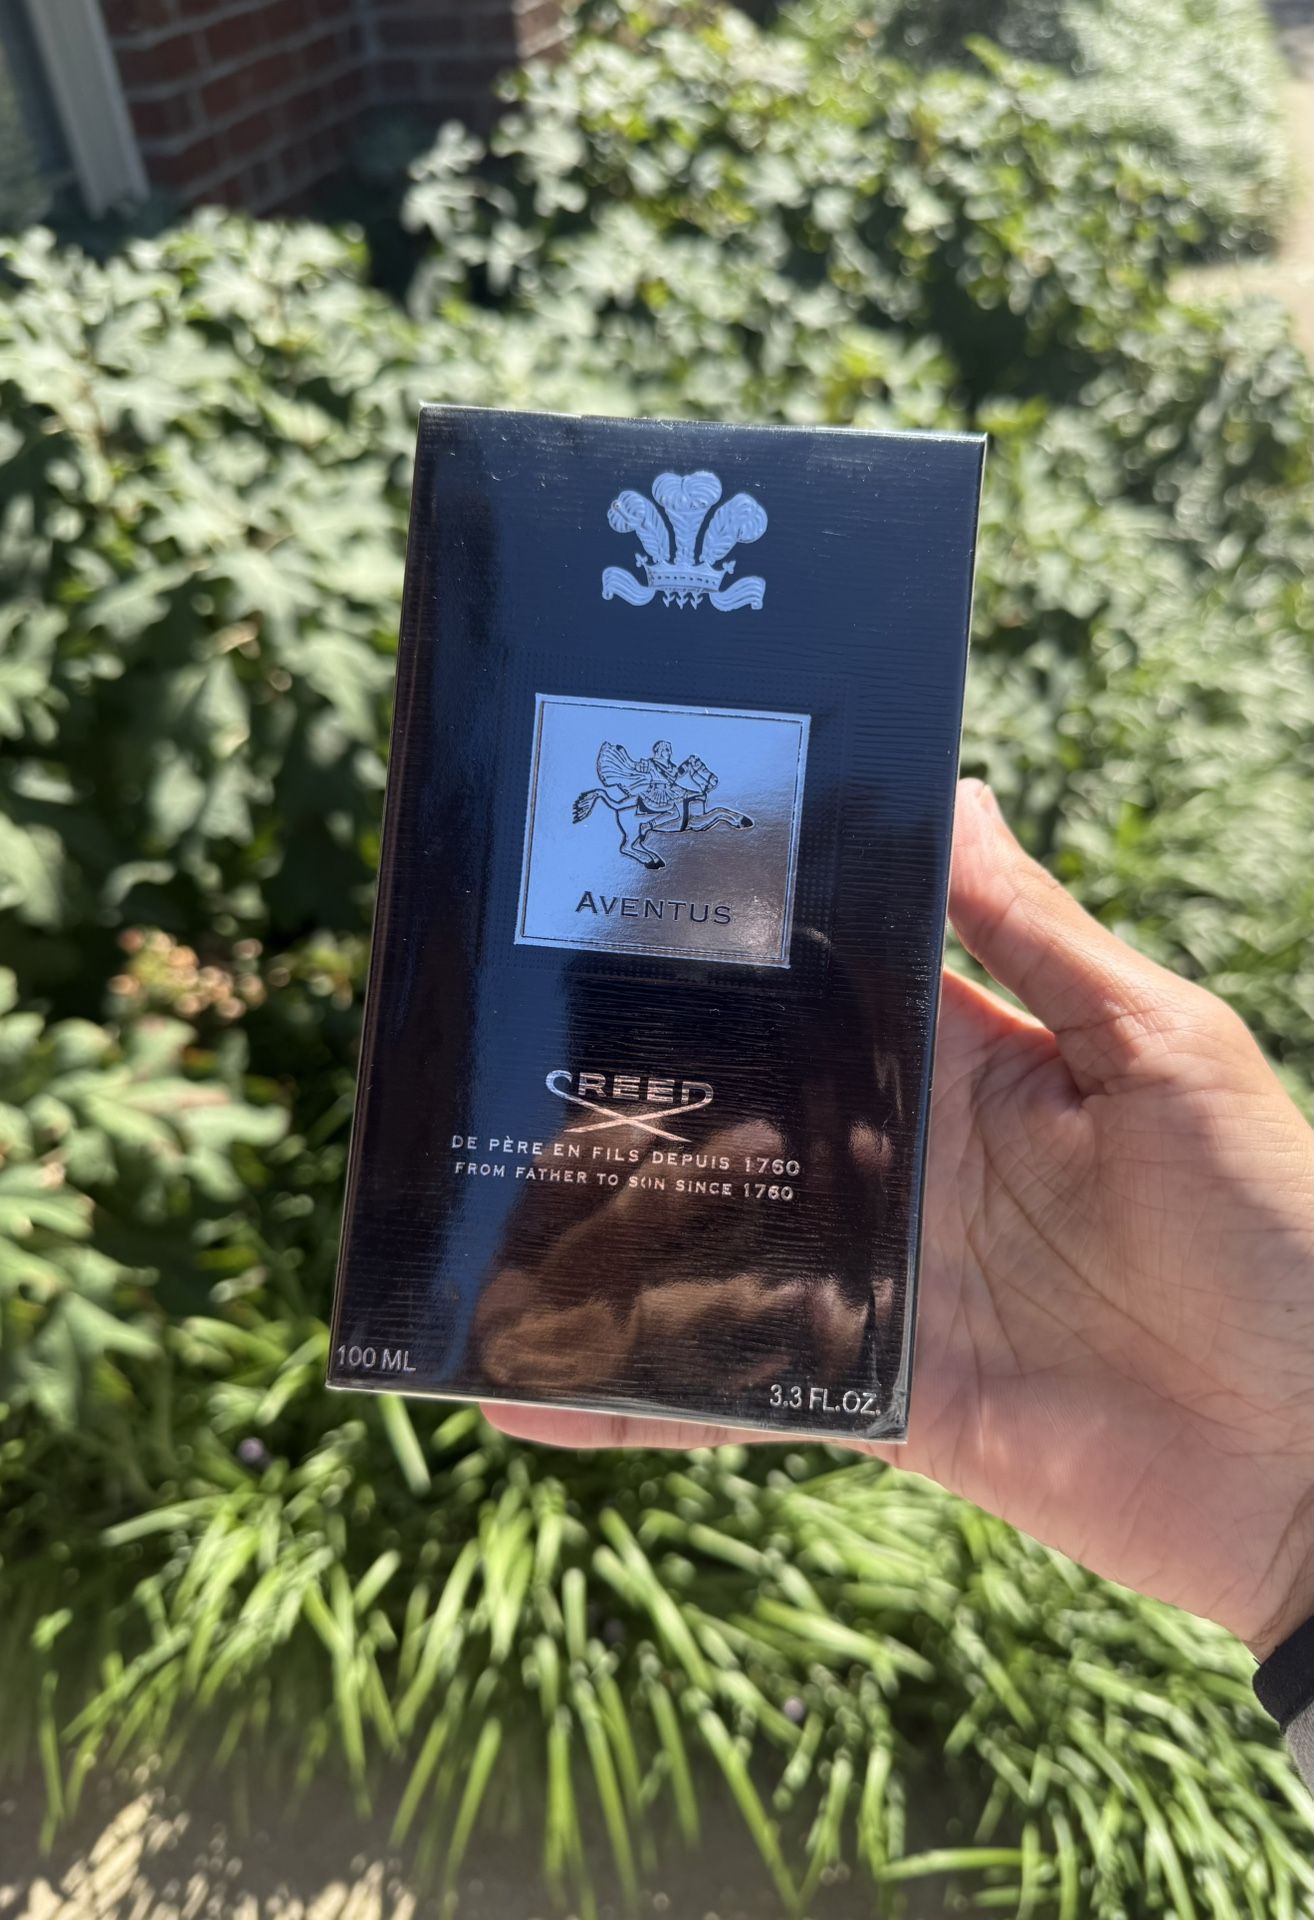 AVENTUS
CREED
DE PÈRE EN FILS DEPUIS 1760
FROM FATHER TO SON SINCE 1760
100 ML
3.3 FL.OZ.